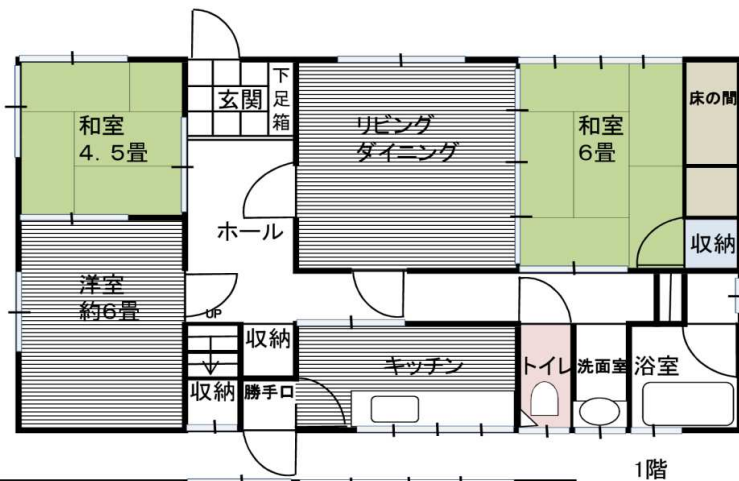 玄関
下足箱
和室
4. 5畳
リビング
ダイニング
和室
6畳
床の間
ホール
収納
洋室
約6畳
UP
収納
キッチン
トイレ
洗面室
浴室
収納
勝手口
1階